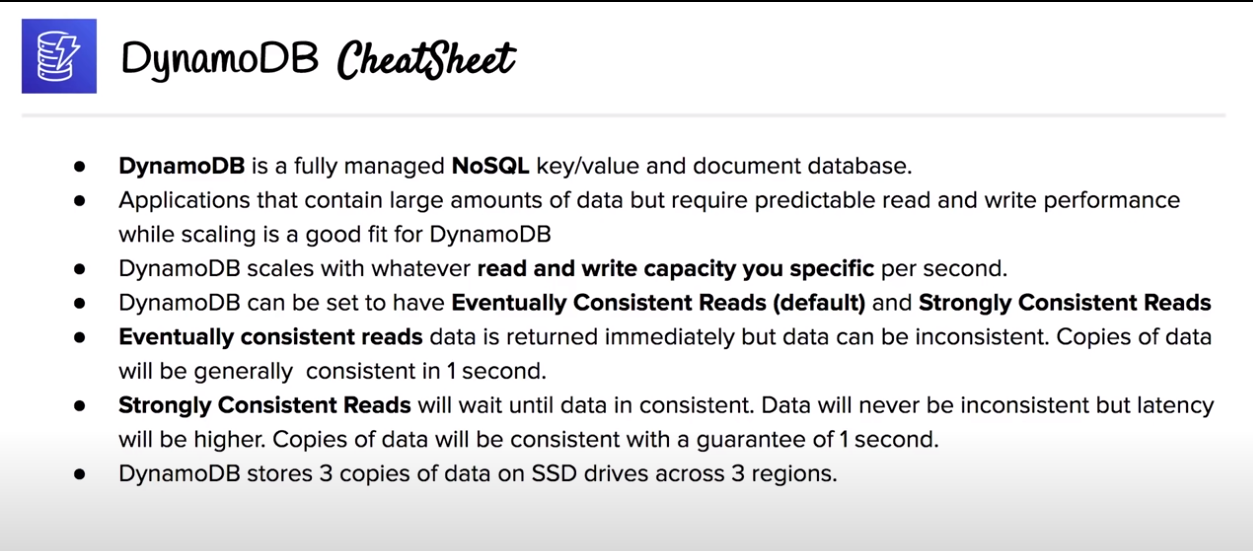 DynamoDB CheatSheet
● DynamoDB is a fully managed NoSQL key/value and document database.
● Applications that contain large amounts of data but require predictable read and write performance
while scaling is a good fit for DynamoDB
● DynamoDB scales with whatever read and write capacity you specific per second.
● DynamoDB can be set to have Eventually Consistent Reads (default) and Strongly Consistent Reads
● Eventually consistent reads data is returned immediately but data can be inconsistent. Copies of data
will be generally consistent in 1 second.
● Strongly Consistent Reads will wait until data in consistent. Data will never be inconsistent but latency
will be higher. Copies of data will be consistent with a guarantee of 1 second.
● DynamoDB stores 3 copies of data on SSD drives across 3 regions.